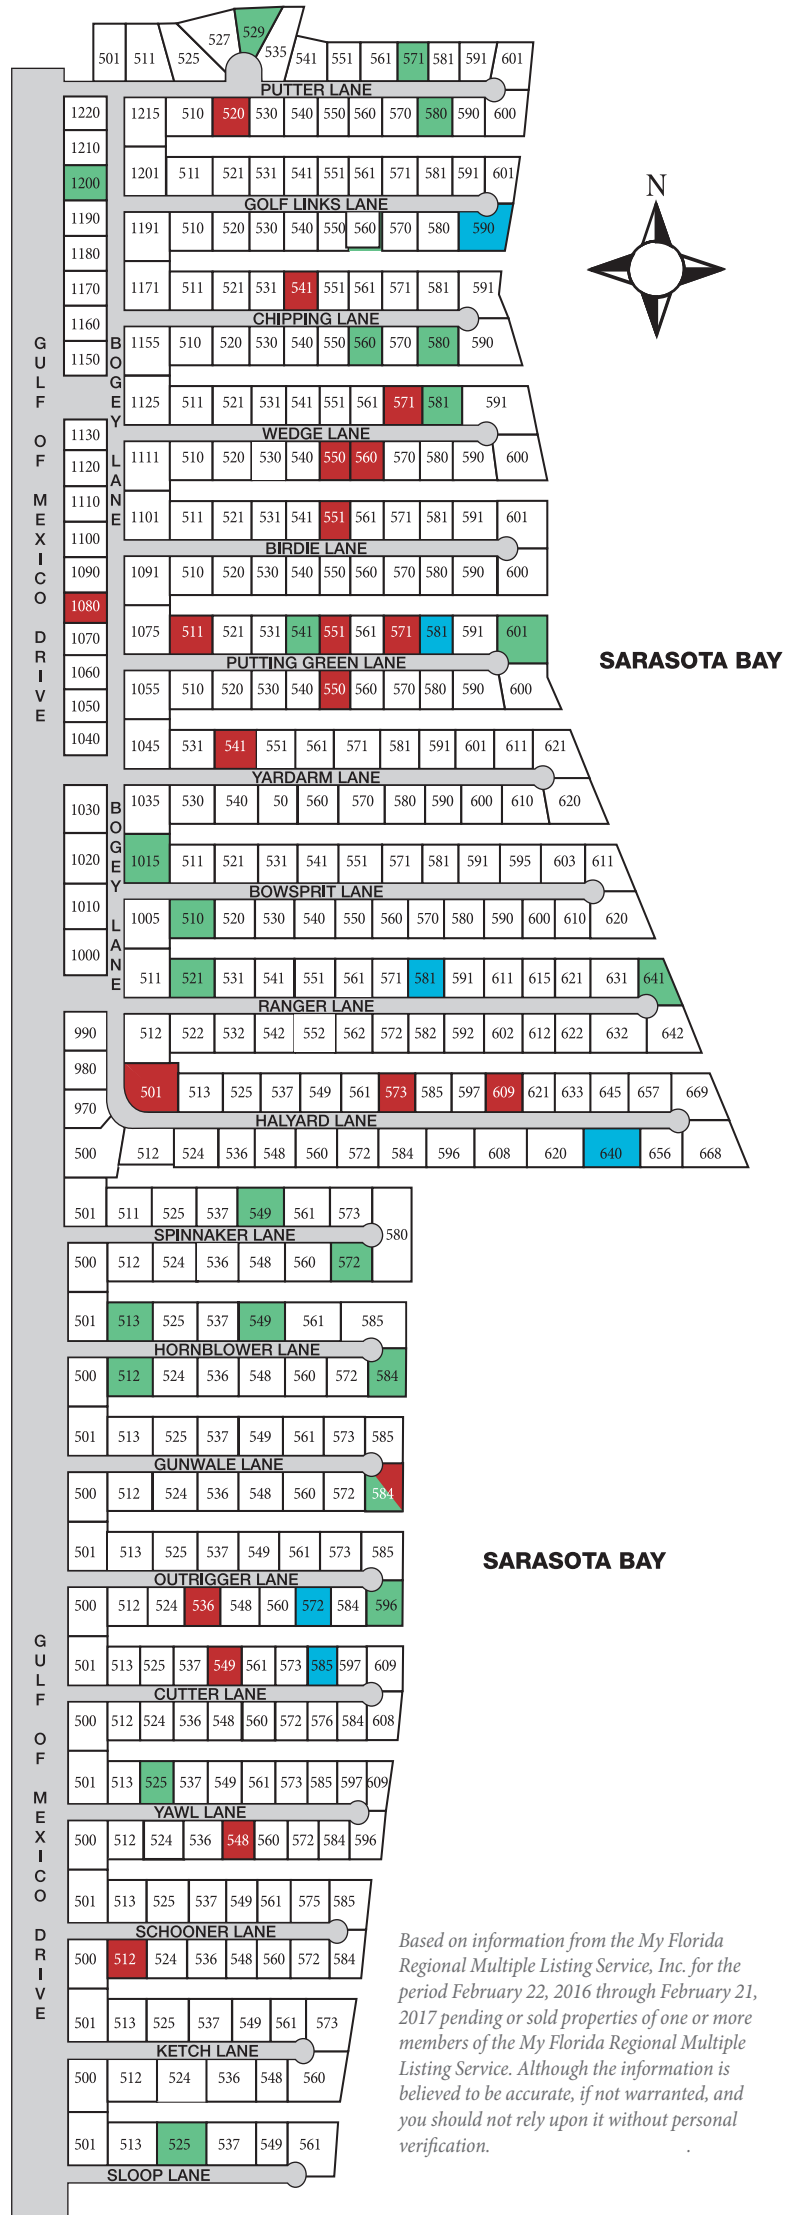 529
527
501 511 525 535 541 551 561 571 581 591 601
PUTTER LANE
1220 1215 510 520 530 540 550 560 570 580 590 600
1210
1200 1201 511 521 531 541 551 561 571 581 591 601
GOLF LINKS LANE
1190 1191 510 520 530 540 550 560 570 580 590
1180
1170 1171 511 521 531 541 551 561 571 581 591
CHIPPING LANE
1160
1150 1155 510 520 530 540 550 560 570 580 590
1125 511 521 531 541 551 561 571 581 591
WEDGE LANE
1130
1120 1111 510 520 530 540 550 560 570 580 590 600
1110
1100 1101 511 521 531 541 551 561 571 581 591 601
BIRDIE LANE
1090 1091 510 520 530 540 550 560 570 580 590 600
1080
1070 1075 511 521 531 541 551 561 571 581 591 601
PUTTING GREEN LANE
1060
1050 1055 510 520 530 540 550 560 570 580 590 600
1040 1045 531 541 551 561 571 581 591 601 611 621
YARDARM LANE
1030 1035 530 540 50 560 570 580 590 600 610 620
1020 1015 511 521 531 541 551 571 581 591 595 603 611
BOWSPRIT LANE
1010 1005 510 520 530 540 550 560 570 580 590 600 610 620
1000
511 521 531 541 551 561 571 581 591 611 615 621 631 641
RANGER LANE
990 512 522 532 542 552 562 572 582 592 602 612 622 632 642
980
970 501 513 525 537 549 561 573 585 597 609 621 633 645 657 669
HALYARD LANE
500 512 524 536 548 560 572 584 596 608 620 640 656 668
BOGEY LANE
BOGEY LANE
GULF OF MEXICO DRIVE
N
SARASOTA BAY
501 511 525 537 549 561 573 580
SPINNAKER LANE
500 512 524 536 548 560 572
501 513 525 537 549 561 585
HORNBLOWER LANE
500 512 524 536 548 560 572 584
501 513 525 537 549 561 573 585
GUNWALE LANE
500 512 524 536 548 560 572 584
501 513 525 537 549 561 573 585
OUTRIGGER LANE
500 512 524 536 548 560 572 584 596
501 513 525 537 549 561 573 585 597 609
CUTTER LANE
500 512 524 536 548 560 572 576 584 608
501 513 525 537 549 561 573 585 597 609
YAWL LANE
500 512 524 536 548 560 572 584 596
501 513 525 537 549 561 575 585
SCHOONER LANE
500 512 524 536 548 560 572 584
501 513 525 537 549 561 573
KETCH LANE
500 512 524 536 548 560
501 513 525 537 549 561
SLOOP LANE
GULF OF MEXICO DRIVE
SARASOTA BAY
Based on information from the My Florida
Regional Multiple Listing Service, Inc. for the
period February 22, 2016 through February 21,
2017 pending or sold properties of one or more
members of the My Florida Regional Multiple
Listing Service. Although the information is
believed to be accurate, if not warranted, and
you should not rely upon it without personal
verification. .